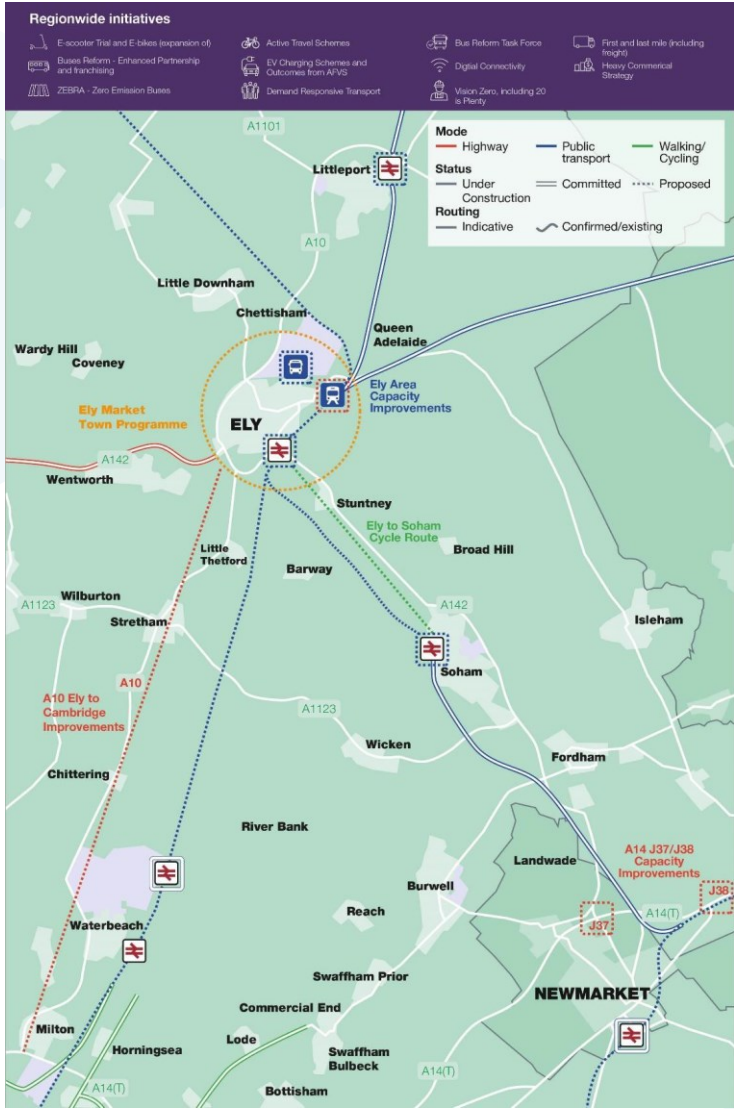 Regionwide initiatives
E-scooter Trial and E-bikes (expansion of)
Buses Reform - Enhanced Partnership
and franchising
ZEBRA - Zero Emission Buses
Active Travel Schemes
EV Charging Schemes and
Outcomes from AFVS
Demand Responsive Transport
Bus Reform Task Force
Digtial Connectivity
Vision Zero, including 20
is Plenty
First and last mile (including
freight)
Heavy Commerical
Strategy
Mode
Highway
Public
transport
Walking/
Cycling
Status
Under
Construction
Committed
Proposed
Routing
Indicative
Confirmed/existing
A1101
Littleport
A10
Little Downham
Chettisham
Queen
Adelaide
Wardy Hill
Coveney
Ely Area
Capacity
Improvements
Ely Market
Town Programme
ELY
A142
Wentworth
Stuntney
Ely to Soham
Cycle Route
Little
Thetford
Broad Hill
Barway
Wilburton
A1123
A142
Stretham
Isleham
Soham
A10
A10 Ely to
Cambridge
Improvements
A1123
Wicken
Fordham
Chittering
River Bank
Landwade
A14 J37/J38
Capacity
Improvements
Burwell
J38
Reach
J37
A14(T)
Waterbeach
Swaffham Prior
NEWMARKET
Commercial End
Milton
Horningsea
Lode
Swaffham
Bulbeck
A14(T)
A14(T)
Bottisham